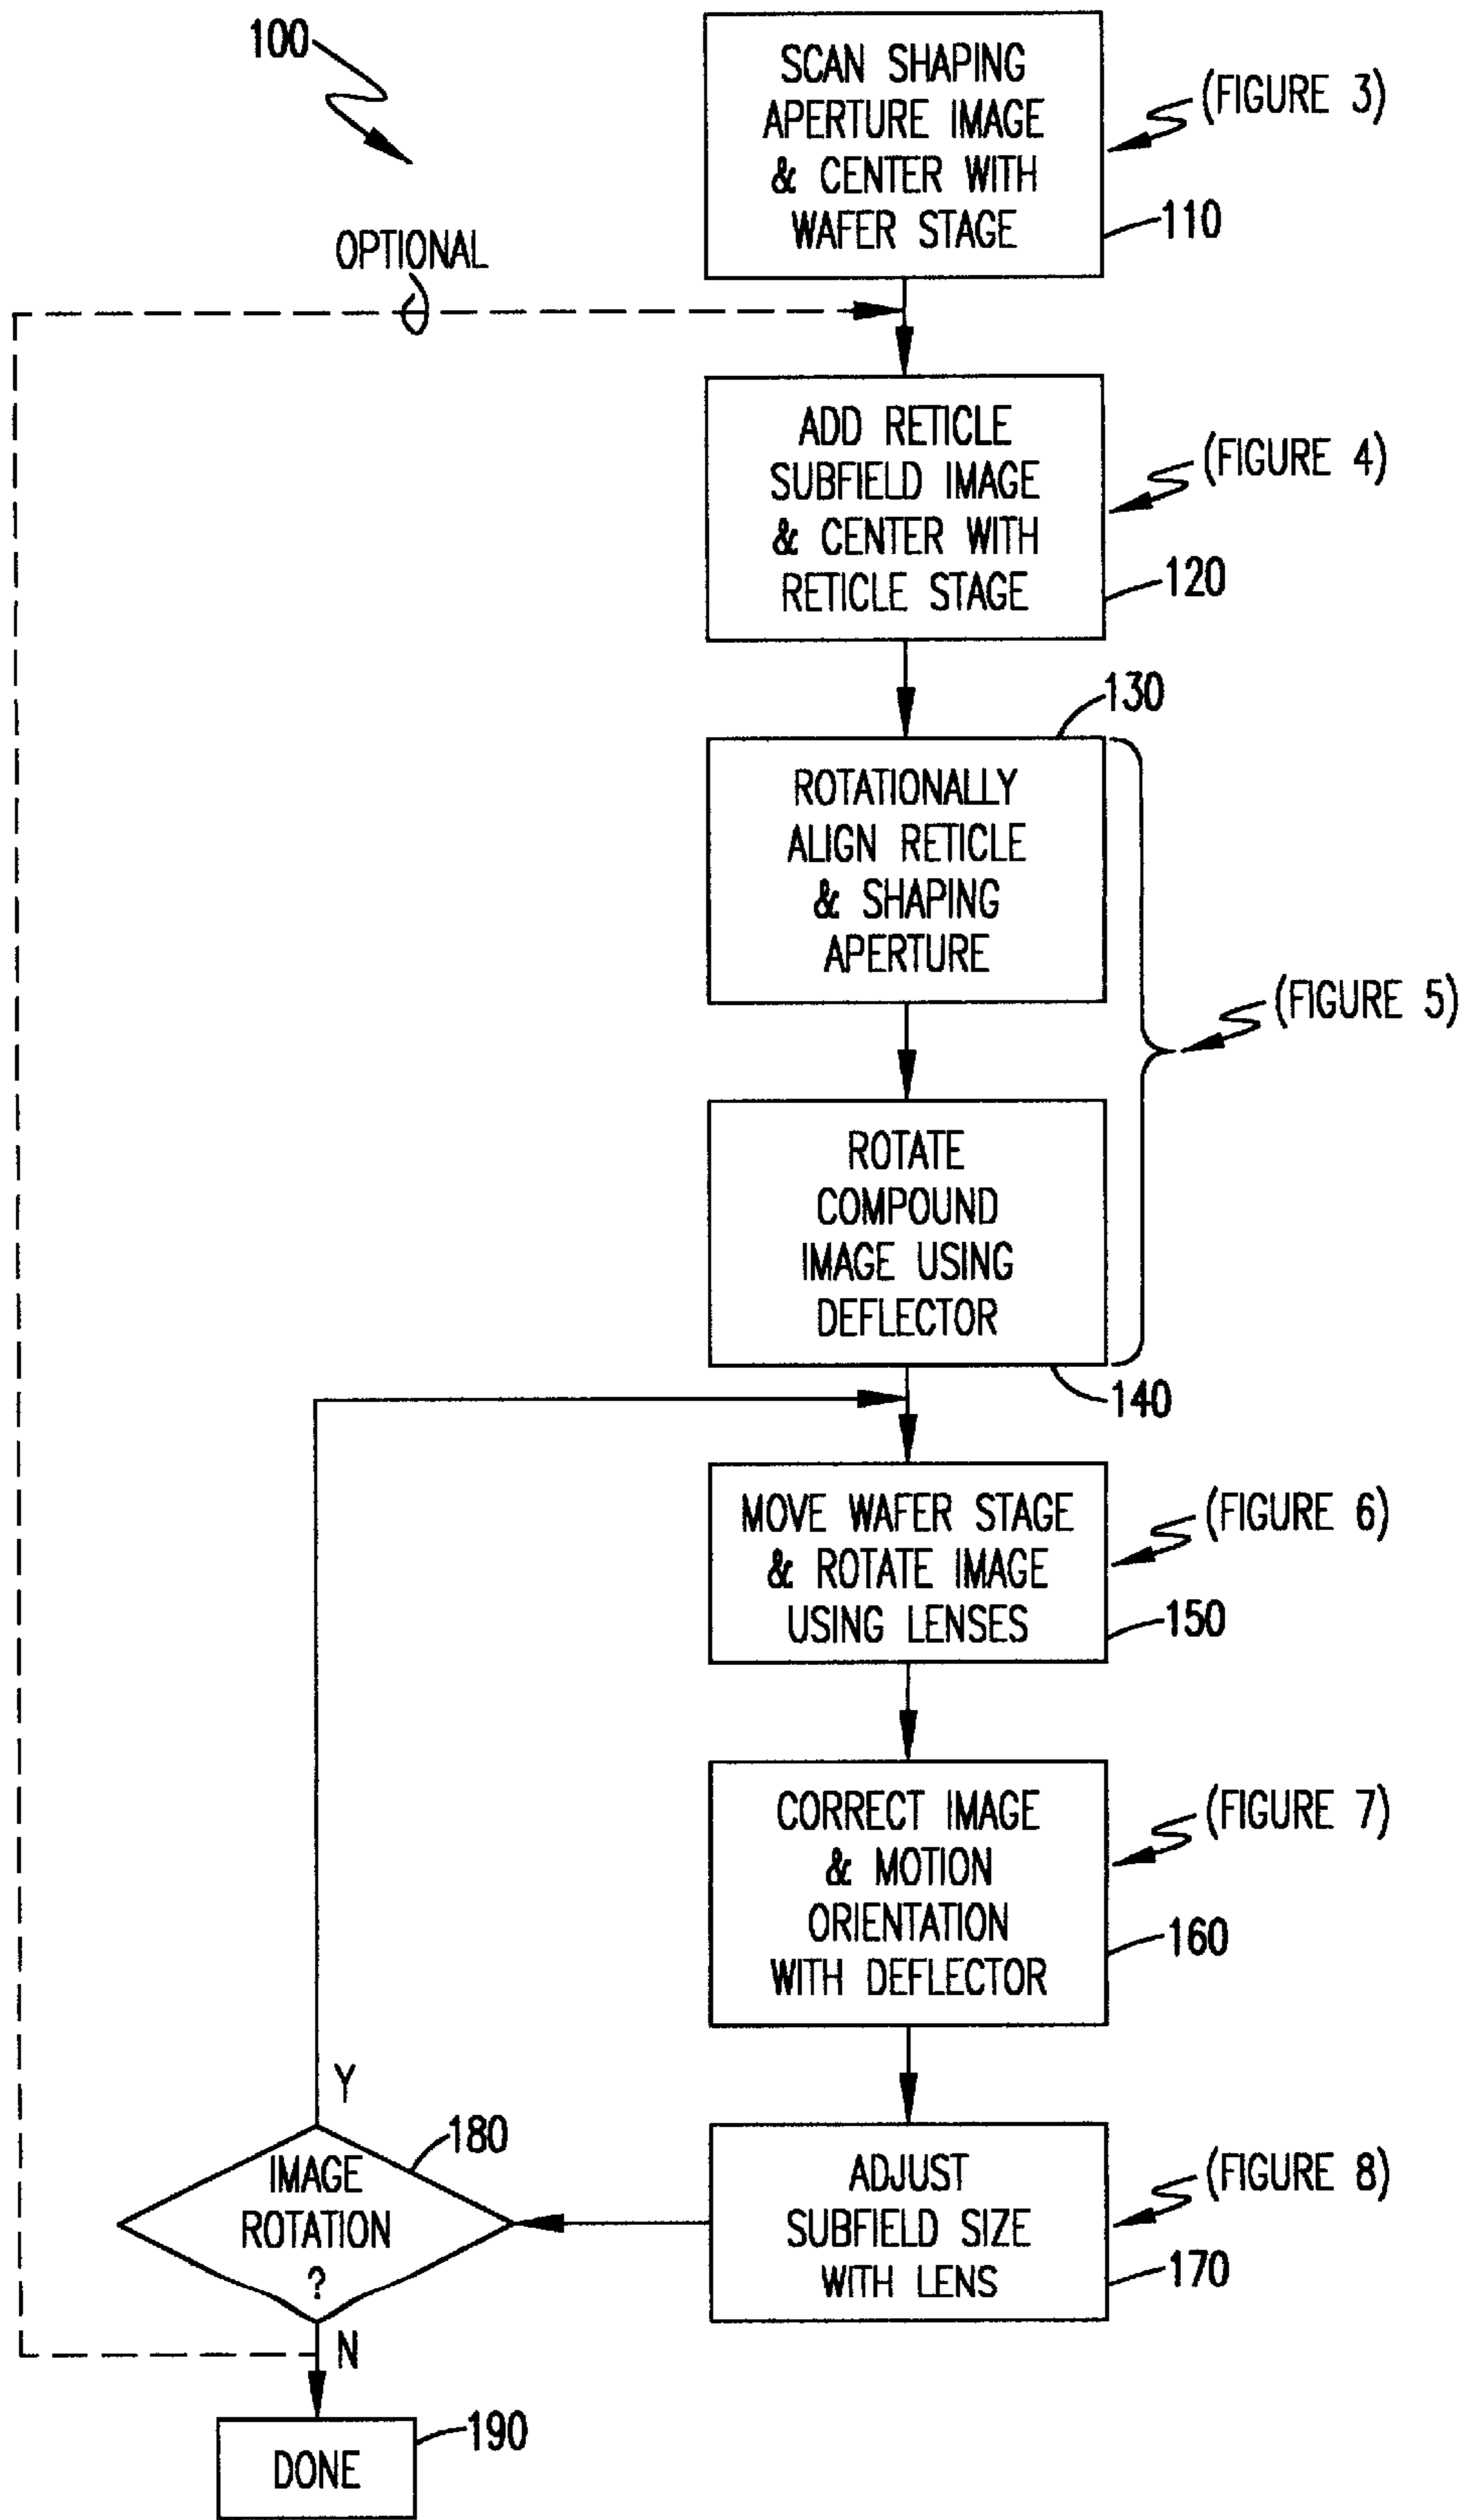 100
SCAN SHAPING
APERTURE IMAGE
& CENTER WITH
WAFER STAGE
(FIGURE 3)
110
OPTIONAL
ADD RETICLE
SUBFIELD IMAGE
& CENTER WITH
RETICLE STAGE
(FIGURE 4)
120
130
ROTATIONALLY
ALIGN RETICLE
& SHAPING
APERTURE
(FIGURE 5)
ROTATE
COMPOUND
IMAGE USING
DEFLECTOR
140
MOVE WAFER STAGE
& ROTATE IMAGE
USING LENSES
(FIGURE 6)
150
CORRECT IMAGE
& MOTION
ORIENTATION
WITH DEFLECTOR
(FIGURE 7)
160
Y
180
IMAGE
ROTATION
?
ADJUST
SUBFIELD SIZE
WITH LENS
(FIGURE 8)
170
N
DONE
190